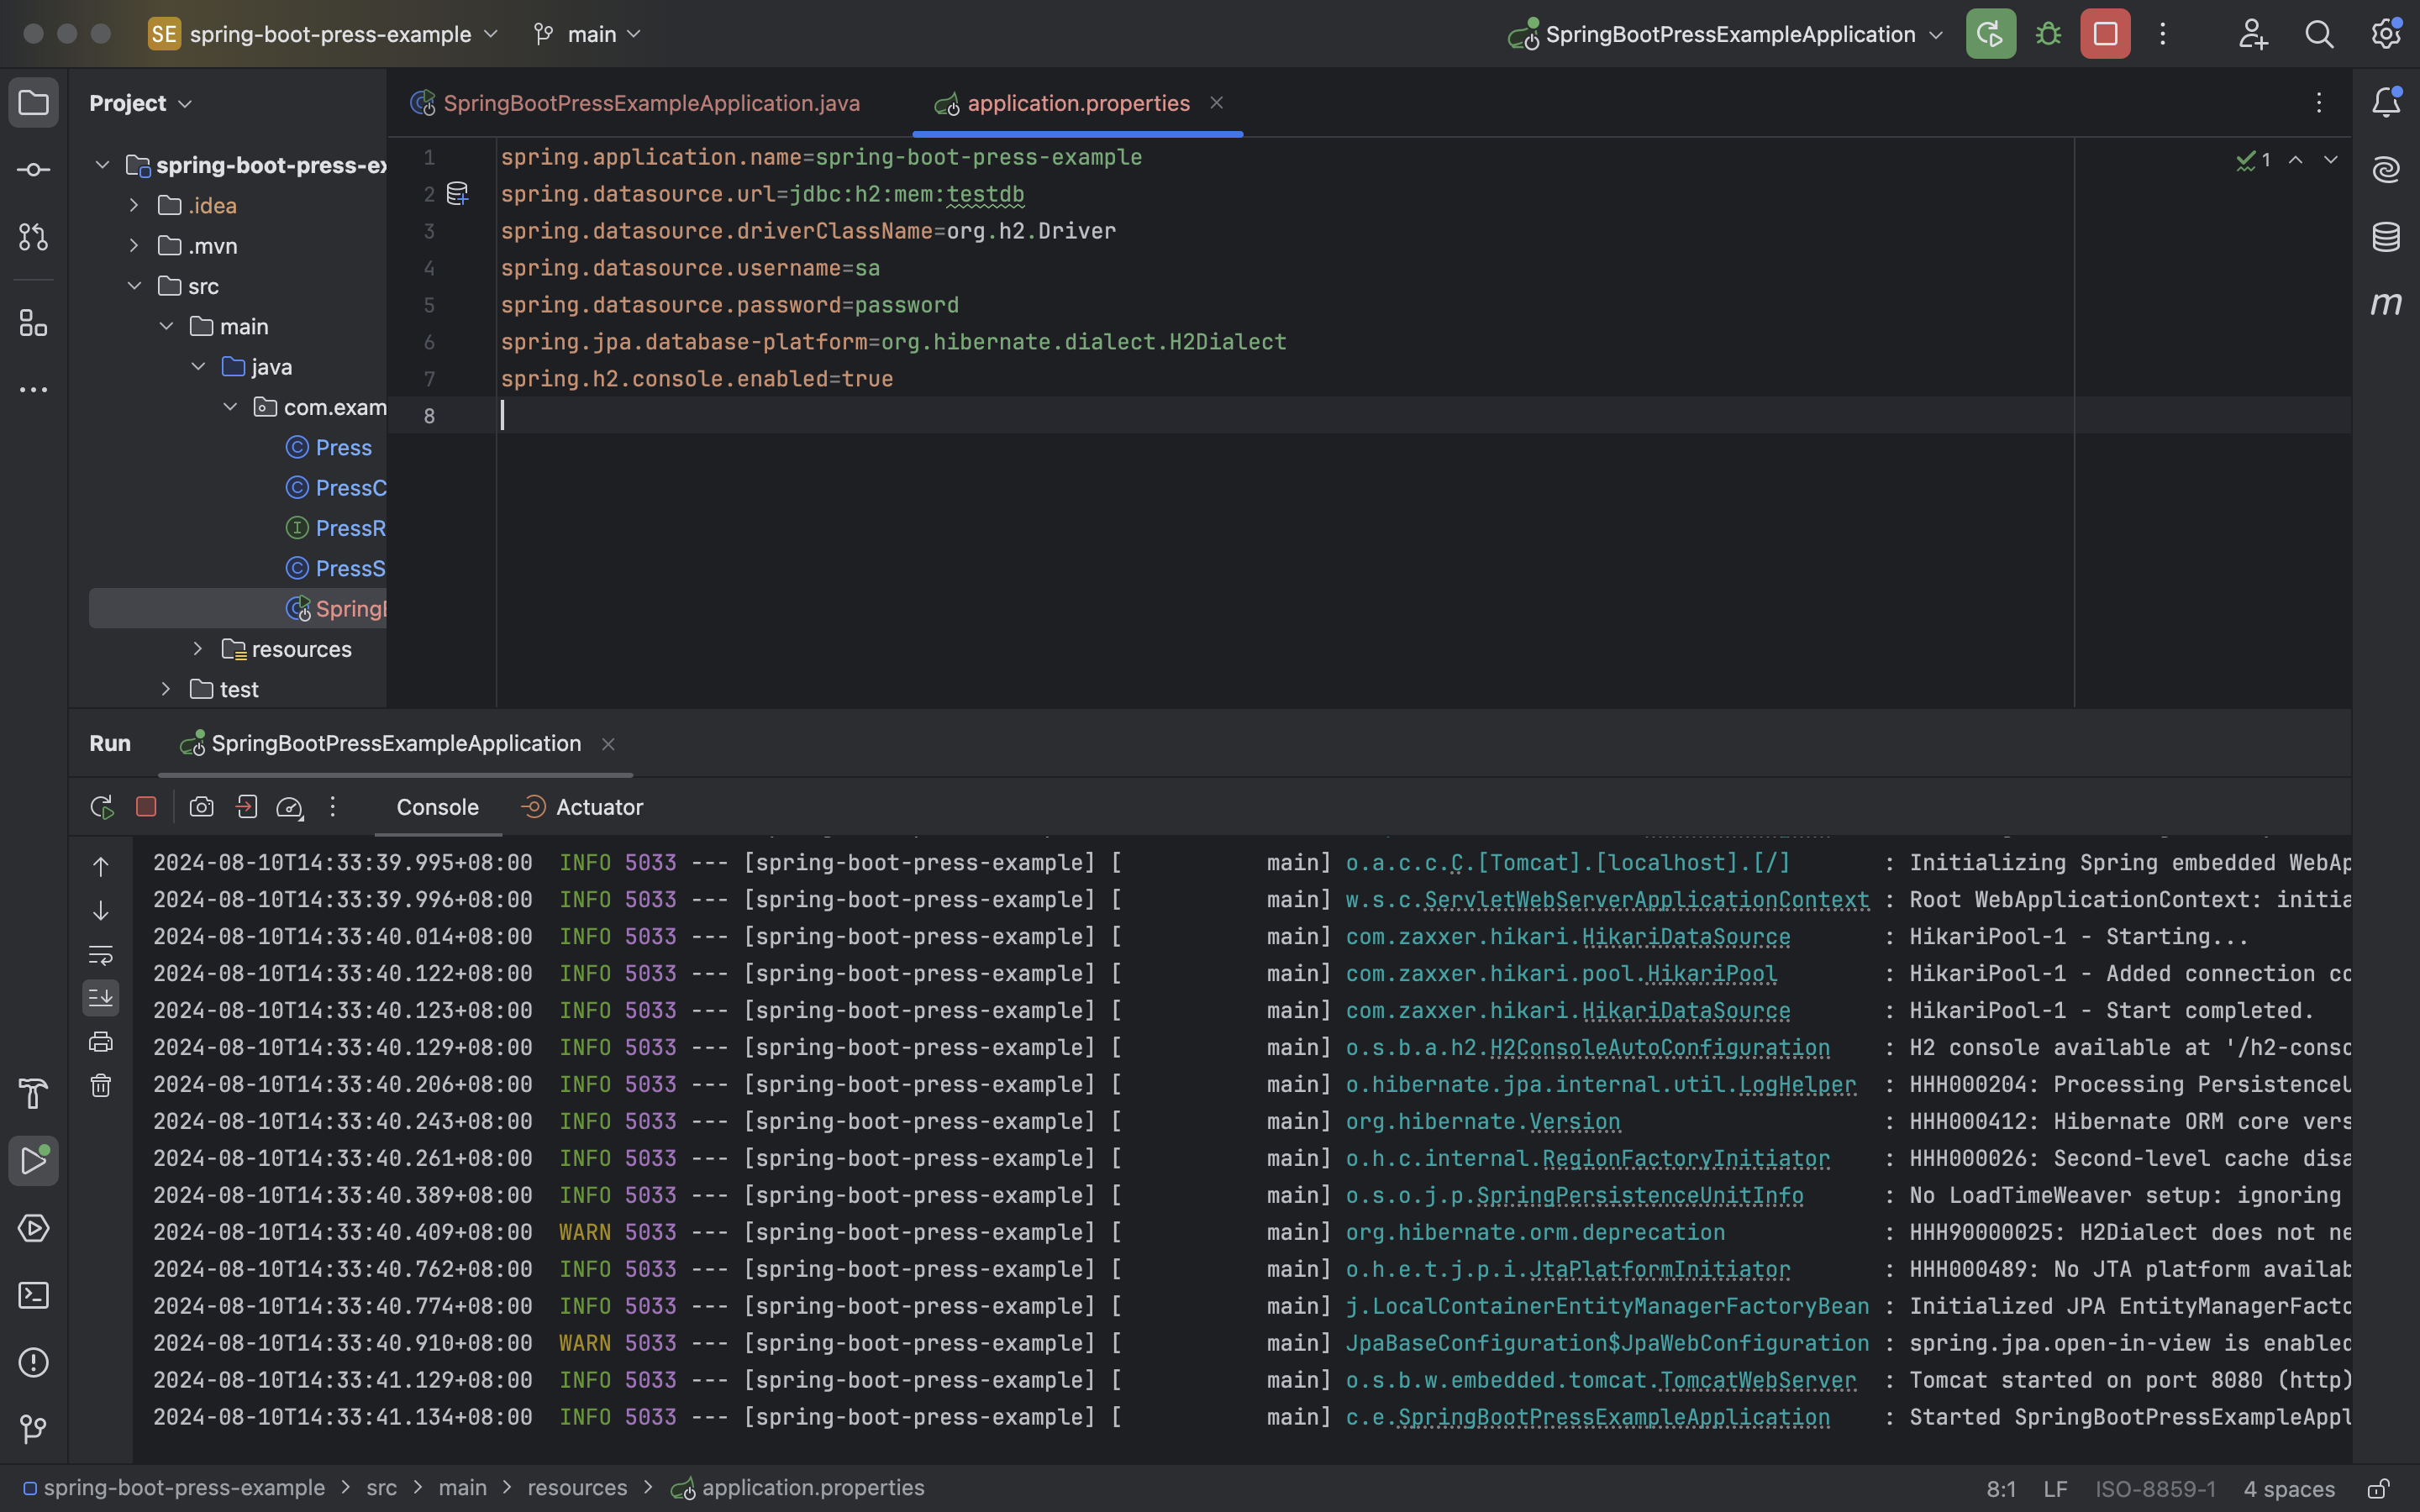 SE spring-boot-press-example main SpringBootPressExampleApplication
Project
SpringBootPressExampleApplication.java application.properties
spring-boot-press-ex
.idea
.mvn
src
main
java
com.exam
Press
PressC
PressR
PressS
SpringB
resources
test
1 spring.application.name=spring-boot-press-example
2 spring.datasource.url=jdbc:h2:mem:testdb
3 spring.datasource.driverClassName=org.h2.Driver
4 spring.datasource.username=sa
5 spring.datasource.password=password
6 spring.jpa.database-platform=org.hibernate.dialect.H2Dialect
7 spring.h2.console.enabled=true
8
1
m
Run SpringBootPressExampleApplication
Console Actuator
2024-08-10T14:33:39.995+08:00 INFO 5033 --- [spring-boot-press-example] [ main] o.a.c.c.C.[Tomcat].[localhost].[/] : Initializing Spring embedded WebAp
2024-08-10T14:33:39.996+08:00 INFO 5033 --- [spring-boot-press-example] [ main] w.s.c.ServletWebServerApplicationContext : Root WebApplicationContext: initia
2024-08-10T14:33:40.014+08:00 INFO 5033 --- [spring-boot-press-example] [ main] com.zaxxer.hikari.HikariDataSource : HikariPool-1 - Starting...
2024-08-10T14:33:40.122+08:00 INFO 5033 --- [spring-boot-press-example] [ main] com.zaxxer.hikari.pool.HikariPool : HikariPool-1 - Added connection co
2024-08-10T14:33:40.123+08:00 INFO 5033 --- [spring-boot-press-example] [ main] com.zaxxer.hikari.HikariDataSource : HikariPool-1 - Start completed.
2024-08-10T14:33:40.129+08:00 INFO 5033 --- [spring-boot-press-example] [ main] o.s.b.a.h2.H2ConsoleAutoConfiguration : H2 console available at '/h2-conso
2024-08-10T14:33:40.206+08:00 INFO 5033 --- [spring-boot-press-example] [ main] o.hibernate.jpa.internal.util.LogHelper : HHH000204: Processing PersistenceU
2024-08-10T14:33:40.243+08:00 INFO 5033 --- [spring-boot-press-example] [ main] org.hibernate.Version : HHH000412: Hibernate ORM core vers
2024-08-10T14:33:40.261+08:00 INFO 5033 --- [spring-boot-press-example] [ main] o.h.c.internal.RegionFactoryInitiator : HHH000026: Second-level cache disa
2024-08-10T14:33:40.389+08:00 INFO 5033 --- [spring-boot-press-example] [ main] o.s.o.j.p.SpringPersistenceUnitInfo : No LoadTimeWeaver setup: ignoring
2024-08-10T14:33:40.409+08:00 WARN 5033 --- [spring-boot-press-example] [ main] org.hibernate.orm.deprecation : HHH90000025: H2Dialect does not ne
2024-08-10T14:33:40.762+08:00 INFO 5033 --- [spring-boot-press-example] [ main] o.h.e.t.j.p.i.JtaPlatformInitiator : HHH000489: No JTA platform availab
2024-08-10T14:33:40.774+08:00 INFO 5033 --- [spring-boot-press-example] [ main] j.LocalContainerEntityManagerFactoryBean : Initialized JPA EntityManagerFacto
2024-08-10T14:33:40.910+08:00 WARN 5033 --- [spring-boot-press-example] [ main] JpaBaseConfiguration$JpaWebConfiguration : spring.jpa.open-in-view is enabled
2024-08-10T14:33:41.129+08:00 INFO 5033 --- [spring-boot-press-example] [ main] o.s.b.w.embedded.tomcat.TomcatWebServer : Tomcat started on port 8080 (http)
2024-08-10T14:33:41.134+08:00 INFO 5033 --- [spring-boot-press-example] [ main] c.e.SpringBootPressExampleApplication : Started SpringBootPressExampleAppl
spring-boot-press-example > src > main > resources > application.properties 8:1 LF ISO-8859-1 4 spaces